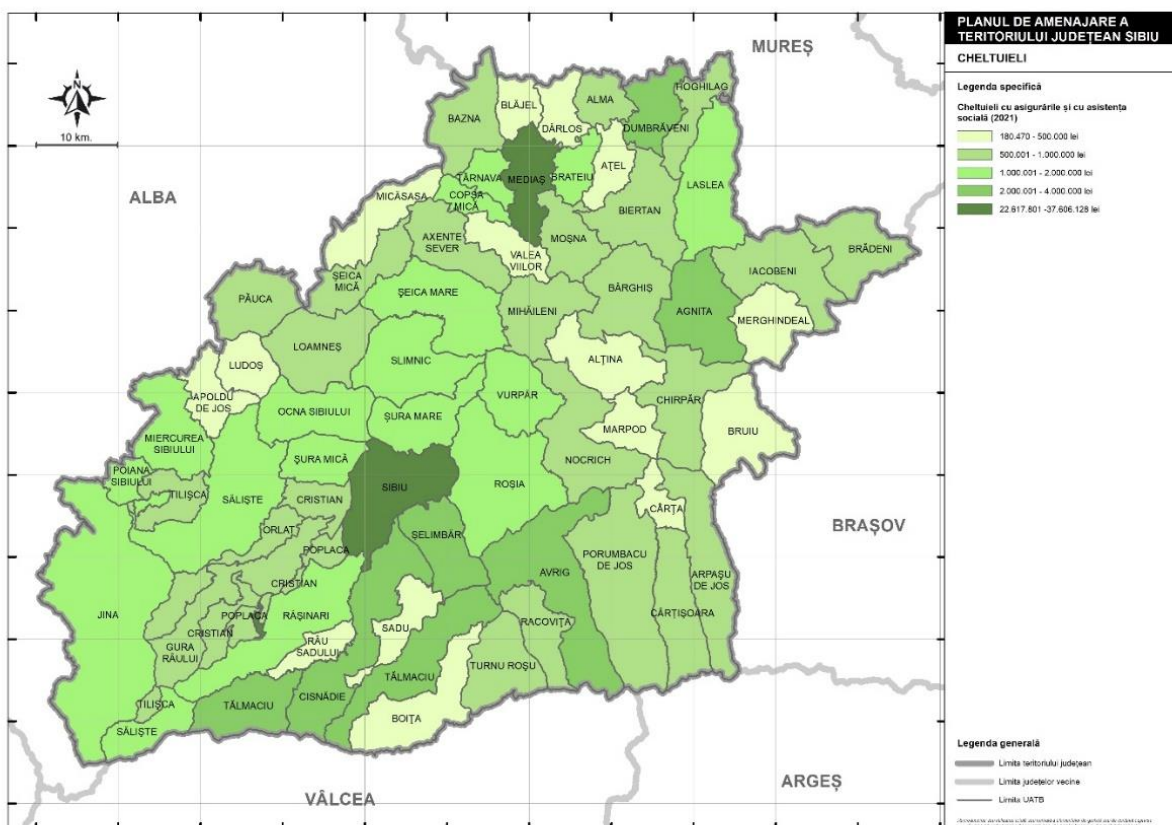 PLANUL DE AMENAJARE A
TERITORIULUI JUDEȚEAN SIBIU
CHELTUIELI
Legenda specifică
Cheltuieli cu asigurările și cu asistența
socială (2021)
180.470 - 500.000 lei
500.001 - 1.000.000 lei
1.000.001 - 2.000.000 lei
2.000.001 - 4.000.000 lei
22.617.801 -37.606.128 lei
N
10 km.
MUREȘ
ALBA
BRAȘOV
ARGEȘ
VÂLCEA
HOGHILAG
BLĂJEL
ALMA
BAZNA
DÂRLOS
DUMBRĂVENI
AȚEL
TÂRNAVA
MEDIAȘ
BRATEIU
LASLEA
MICĂSASA
COPȘA
MICĂ
BIERTAN
AXENTE
SEVER
MOȘNA
VALEA
VIILOR
BRĂDENI
ȘEICA
MICĂ
IACOBENI
PĂUCA
ȘEICA MARE
BÂRGHIȘ
MIHĂILENI
AGNITA
MERGHINDEAL
LOAMNEȘ
LUDOȘ
SLIMNIC
ALȚINA
APOLDU
DE JOS
VURPĂR
CHIRPĂR
OCNA SIBIULUI
ȘURA MARE
MARPOD
BRUIU
MIERCUREA
SIBIULUI
ȘURA MICĂ
NOCRICH
POIANA
SIBIULUI
TILIȘCA
SĂLIȘTE
CRISTIAN
SIBIU
ROȘIA
CÂRȚA
ORLAT
ȘELIMBĂR
POPLACA
PORUMBACU
DE JOS
AVRIG
ARPAȘU
DE JOS
CRISTIAN
JINA
POPLACA
RĂȘINARI
CÂRȚIȘOARA
CRISTIAN
RACOVIȚA
SADU
GURA
RÂULUI
RÂU
SADULUI
TURNU ROȘU
TĂLMACIU
TILIȘCA
TĂLMACIU
CISNĂDIE
BOIȚA
SĂLIȘTE
Legenda generală
Limita teritoriului județean
Limita județelor vecine
Limita UATB